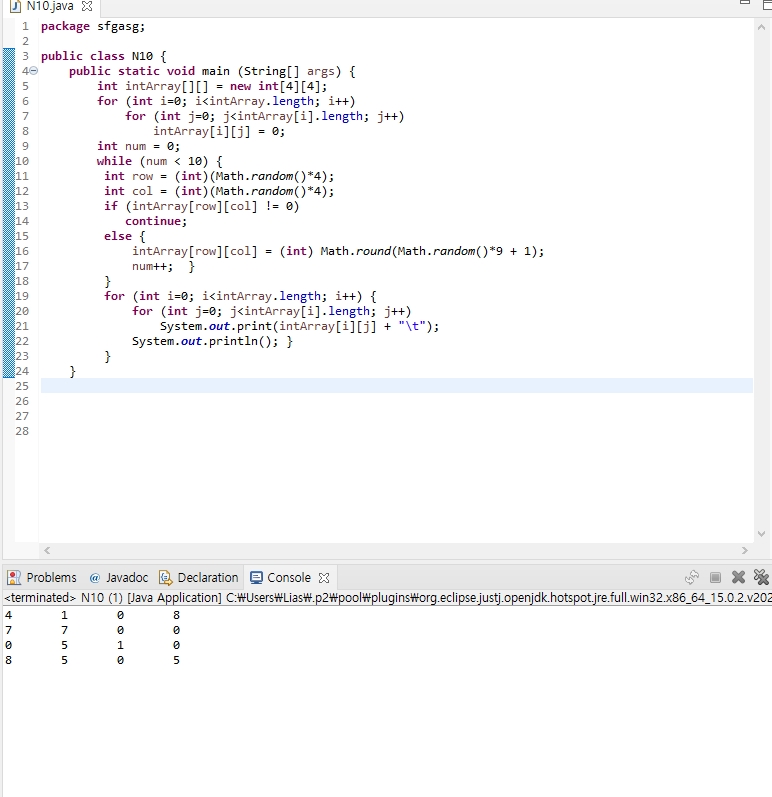 N10.java
1 package sfgasg;
2
3 public class N10 {
4 public static void main (String[] args) {
5 int intArray[][] = new int[4][4];
6 for (int i=0; i<intArray.length; i++)
7 for (int j=0; j<intArray[i].length; j++)
8 intArray[i][j] = 0;
9 int num = 0;
10 while (num < 10) {
11 int row = (int)(Math.random()*4);
12 int col = (int)(Math.random()*4);
13 if (intArray[row][col] != 0)
14 continue;
15 else {
16 intArray[row][col] = (int) Math.round(Math.random()*9 + 1);
17 num++; }
18 }
19 for (int i=0; i<intArray.length; i++) {
20 for (int j=0; j<intArray[i].length; j++)
21 System.out.print(intArray[i][j] + "\t");
22 System.out.println(); }
23 }
24 }
25
26
27
28
Problems @ Javadoc Declaration Console
<terminated> N10 (1) [Java Application] C:₩Users₩Lias₩.p2₩pool₩plugins₩org.eclipse.justj.openjdk.hotspot.jre.full.win32.x86_64_15.0.2.v202
4 1 0 8
7 7 0 0
0 5 1 0
8 5 0 5